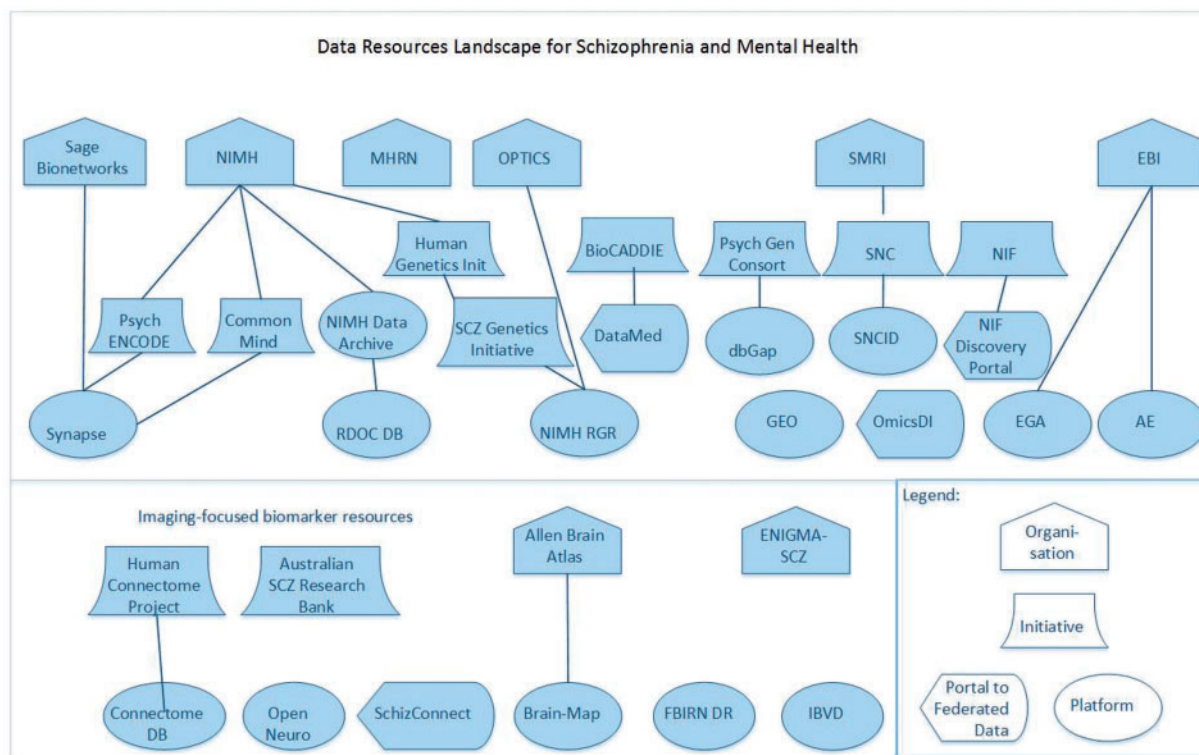 Data Resources Landscape for Schizophrenia and Mental Health
Sage
Bionetworks
NIMH
MHRN
OPTICS
SMRI
EBI
Human
Genetics Init
BioCADDIE
Psych Gen
Consort
SNC
NIF
Psych
ENCODE
Common
Mind
NIMH Data
Archive
SCZ Genetics
Initiative
DataMed
dbGap
SNCID
NIF
Discovery
Portal
Synapse
RDOC DB
NIMH RGR
GEO
OmicsDI
EGA
AE
Imaging-focused biomarker resources
Human
Connectome
Project
Australian
SCZ Research
Bank
Allen Brain
Atlas
ENIGMA-
SCZ
Connectome
DB
Open
Neuro
SchizConnect
Brain-Map
FBIRN DR
IBVD
Legend:
Organi-
sation
Initiative
Portal to
Federated
Data
Platform